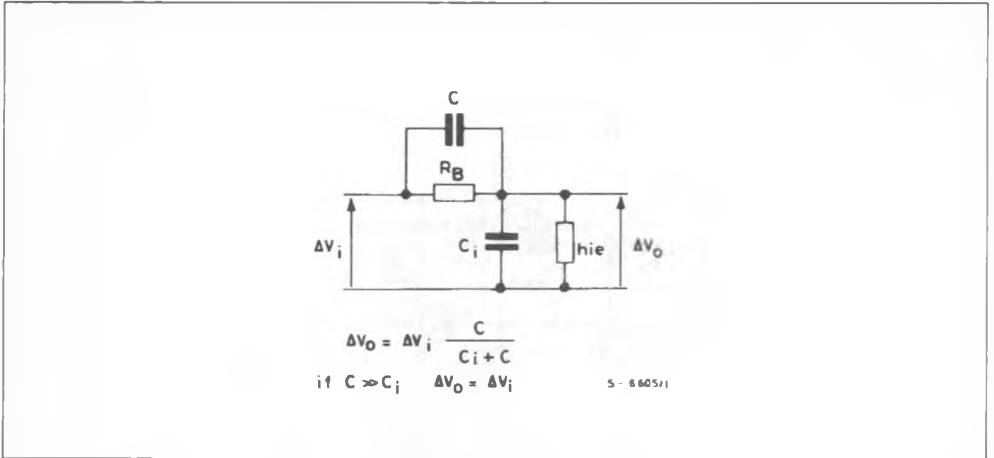 C
R_B
ΔV_i
C_i
hie
ΔV_o
ΔV_o = ΔV_i C / (C_i + C)
if C >> C_i ΔV_o = ΔV_i
S - 6605/1